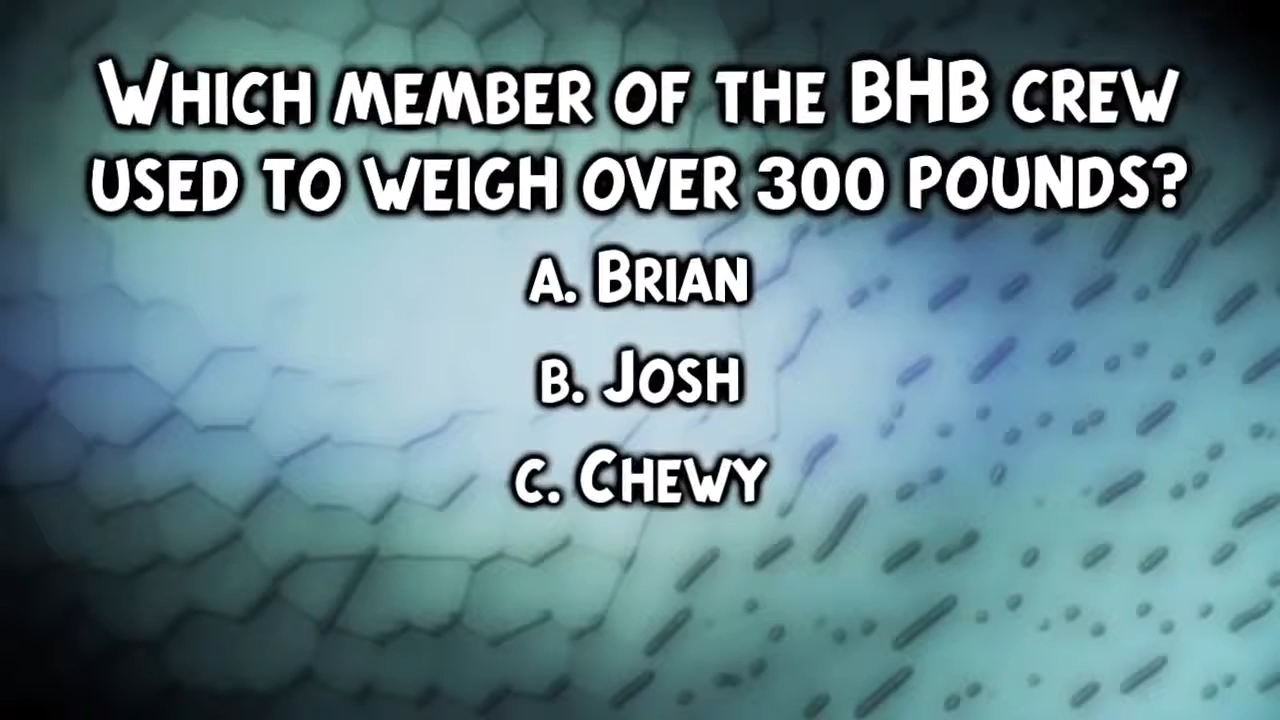 Which member of the BHB crew
used to weigh over 300 pounds?
a. Brian
b. Josh
c. Chewy